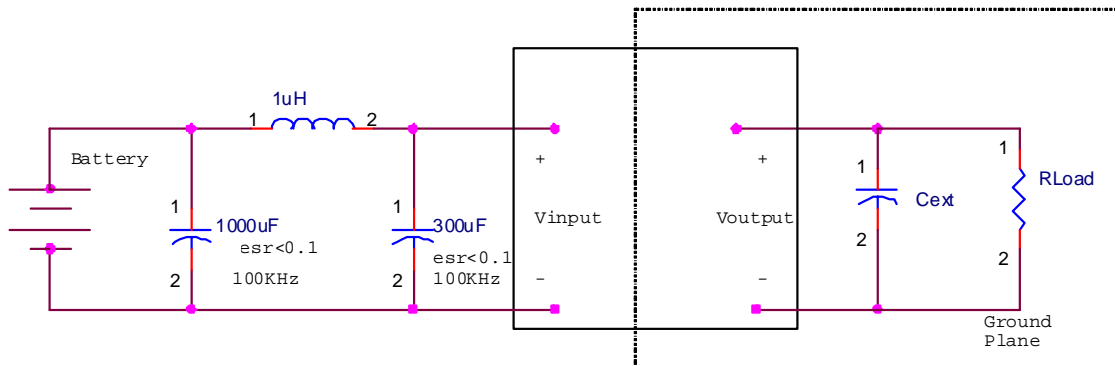 1uH
1 2
Battery
1
1000uF
esr<0.1
100KHz
2
1
300uF
esr<0.1
100KHz
2
+
Vinput
-
+
Voutput
-
1
Cext
2
1
RLoad
2
Ground
Plane